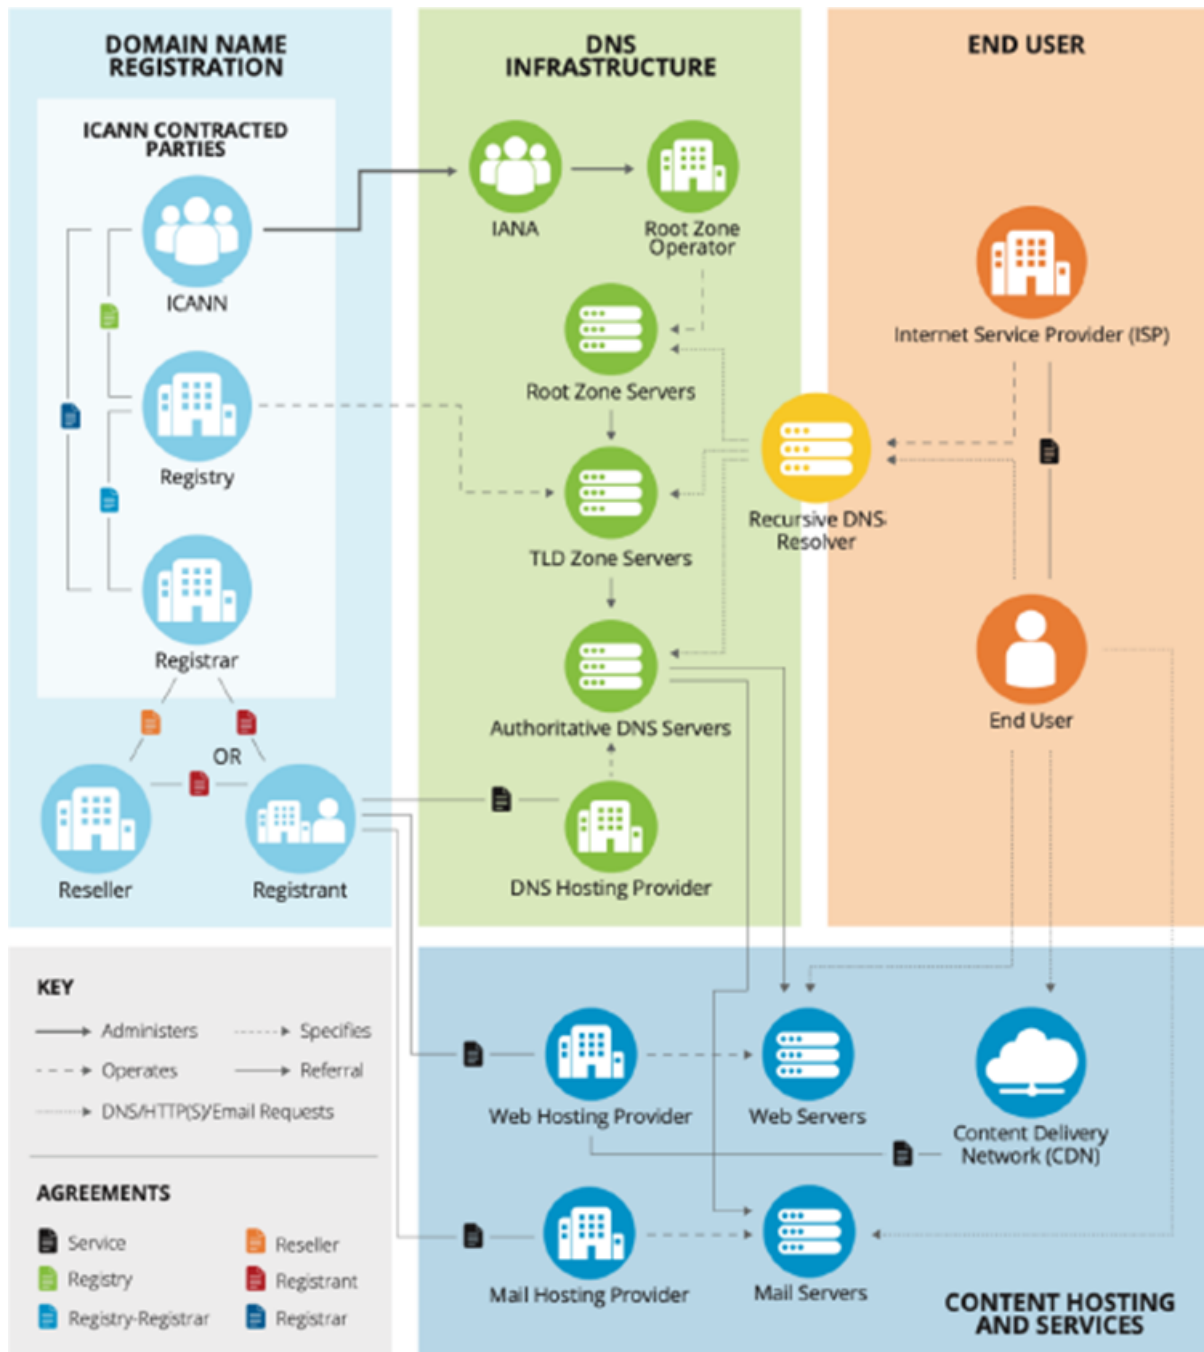 DOMAIN NAME
REGISTRATION
ICANN CONTRACTED
PARTIES
ICANN
Registry
Registrar
OR
Reseller
Registrant
DNS
INFRASTRUCTURE
IANA
Root Zone
Operator
Root Zone Servers
TLD Zone Servers
Authoritative DNS Servers
DNS Hosting Provider
Recursive DNS
Resolver
END USER
Internet Service Provider (ISP)
End User
KEY
Administers
Specifies
Operates
Referral
DNS/HTTP(S)/Email Requests
AGREEMENTS
Service
Reseller
Registry
Registrant
Registry-Registrar
Registrar
Web Hosting Provider
Web Servers
Content Delivery
Network (CDN)
Mail Hosting Provider
Mail Servers
CONTENT HOSTING
AND SERVICES